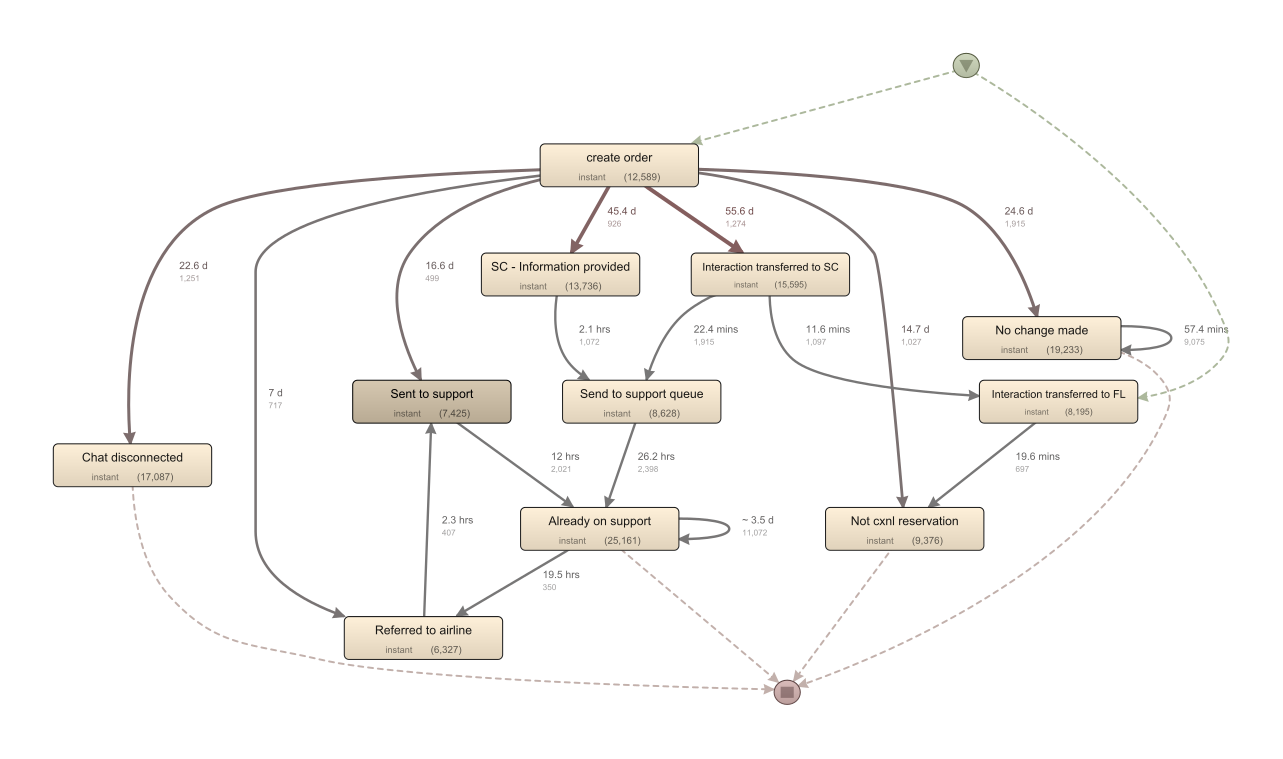 create order
instant (12,589)
45.4 d
926
55.6 d
1,274
24.6 d
1,915
22.6 d
1,251
16.6 d
499
SC - Information provided
instant (13,736)
Interaction transferred to SC
instant (15,595)
2.1 hrs
1,072
22.4 mins
1,915
11.6 mins
1,097
14.7 d
1,027
No change made
instant (19,233)
57.4 mins
9,075
7 d
717
Sent to support
instant (7,425)
Send to support queue
instant (8,628)
Interaction transferred to FL
instant (8,195)
Chat disconnected
instant (17,087)
12 hrs
2,021
26.2 hrs
2,398
19.6 mins
697
2.3 hrs
407
Already on support
instant (25,161)
~ 3.5 d
11,072
Not cxnl reservation
instant (9,376)
19.5 hrs
350
Referred to airline
instant (6,327)